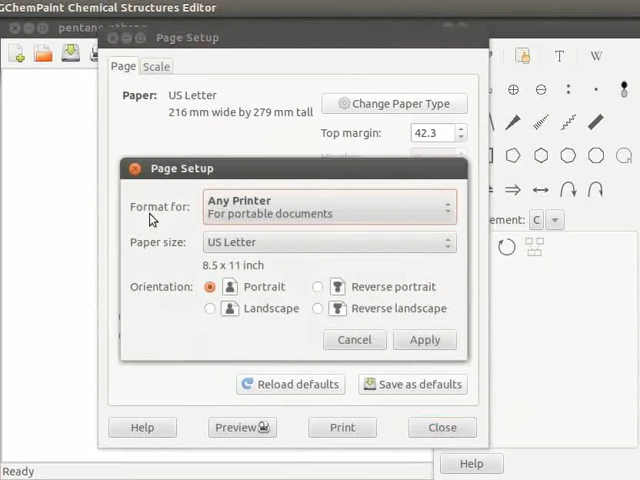 GChemPaint Chemical Structures Editor
Page Setup
Page
Scale
Paper:
US Letter
216 mm wide by 279 mm tall
Change Paper Type
Top margin:
42.3
T
W
Page Setup
Format for:
Any Printer
For portable documents
Paper size:
US Letter
8.5 x 11 inch
Orientation:
Portrait
Reverse portrait
Landscape
Reverse landscape
Cancel
Apply
ement:
C
Reload defaults
Save as defaults
Help
Preview
Print
Close
Help
Ready